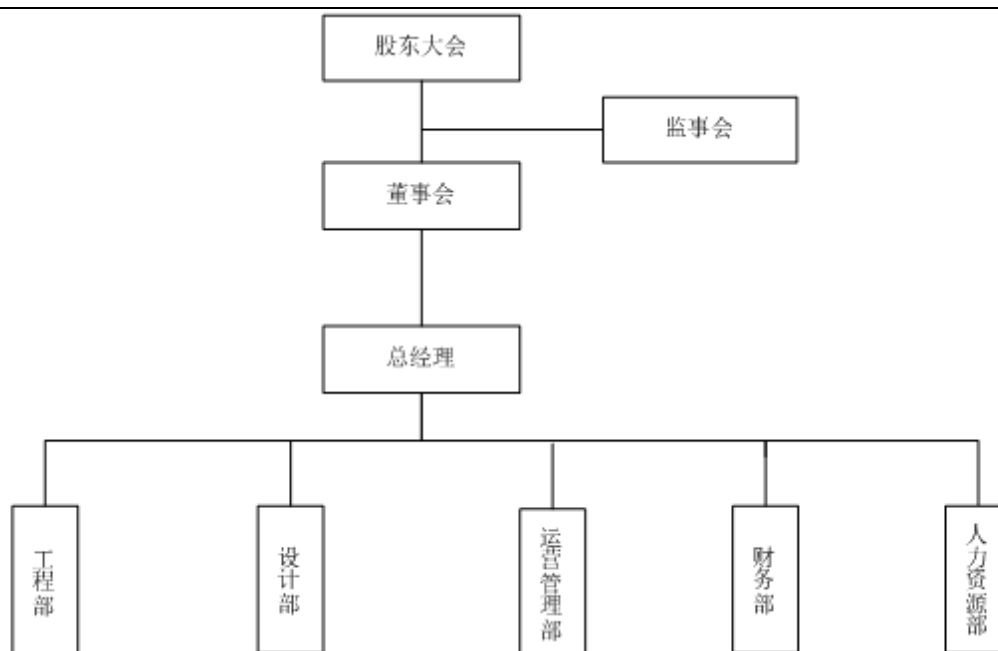 股东大会
监事会
董事会
总经理
工程部
设计部
运营管理部
财务部
人力资源部